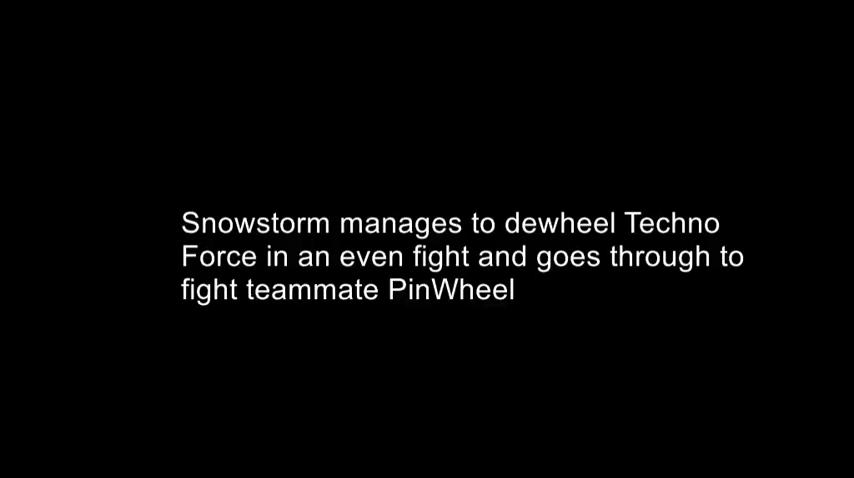 Snowstorm manages to dewheel Techno
Force in an even fight and goes through to
fight teammate PinWheel